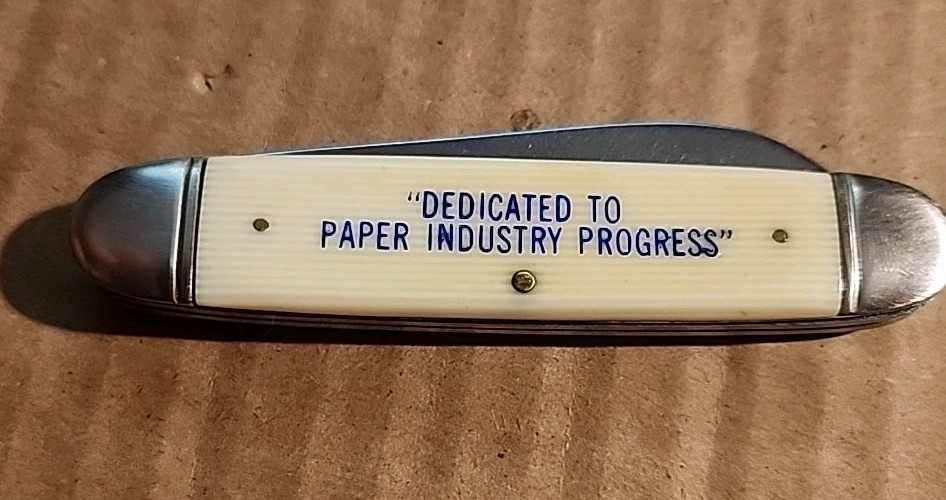 “DEDICATED TO
PAPER INDUSTRY PROGRESS”